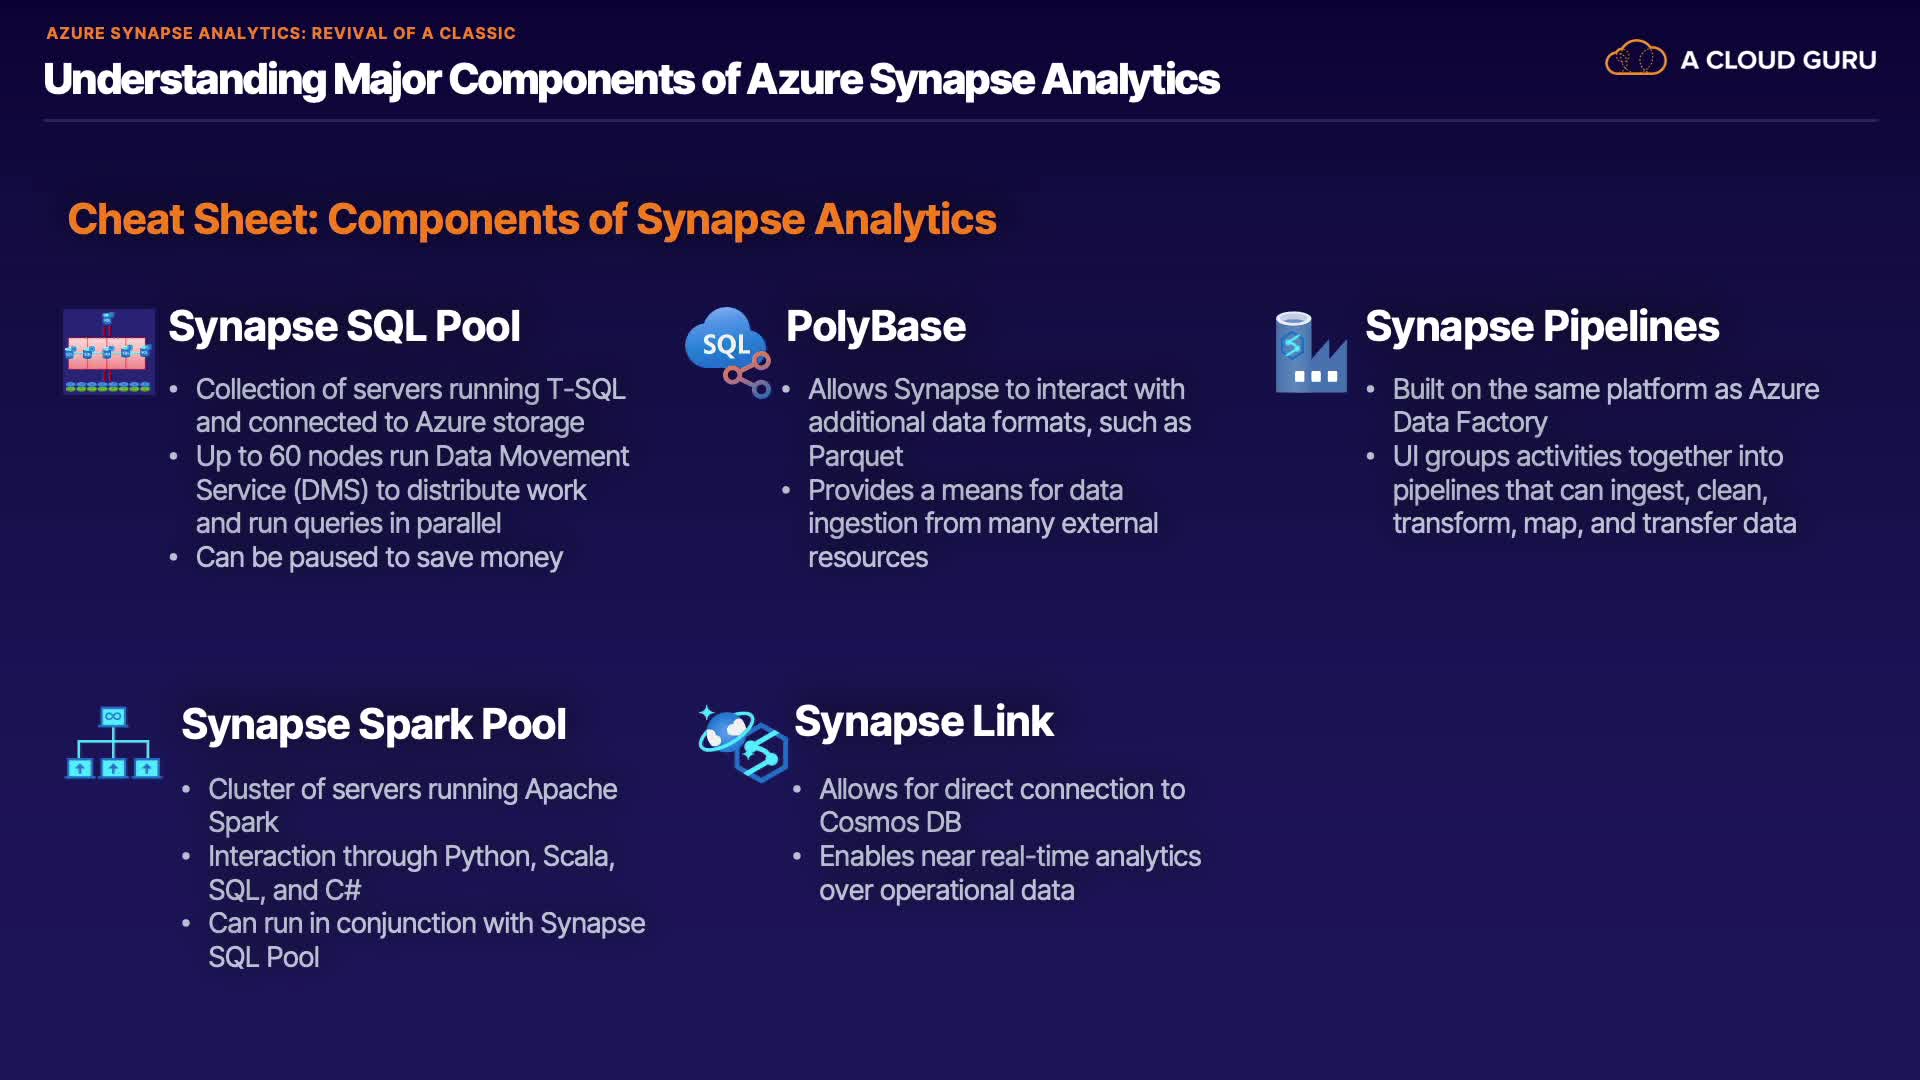 AZURE SYNAPSE ANALYTICS: REVIVAL OF A CLASSIC
Understanding Major Components of Azure Synapse Analytics
A CLOUD GURU
Cheat Sheet: Components of Synapse Analytics
Synapse SQL Pool
• Collection of servers running T-SQL
and connected to Azure storage
• Up to 60 nodes run Data Movement
Service (DMS) to distribute work
and run queries in parallel
• Can be paused to save money
SQL
PolyBase
• Allows Synapse to interact with
additional data formats, such as
Parquet
• Provides a means for data
ingestion from many external
resources
Synapse Pipelines
• Built on the same platform as Azure
Data Factory
• UI groups activities together into
pipelines that can ingest, clean,
transform, map, and transfer data
Synapse Spark Pool
• Cluster of servers running Apache
Spark
• Interaction through Python, Scala,
SQL, and C#
• Can run in conjunction with Synapse
SQL Pool
Synapse Link
• Allows for direct connection to
Cosmos DB
• Enables near real-time analytics
over operational data